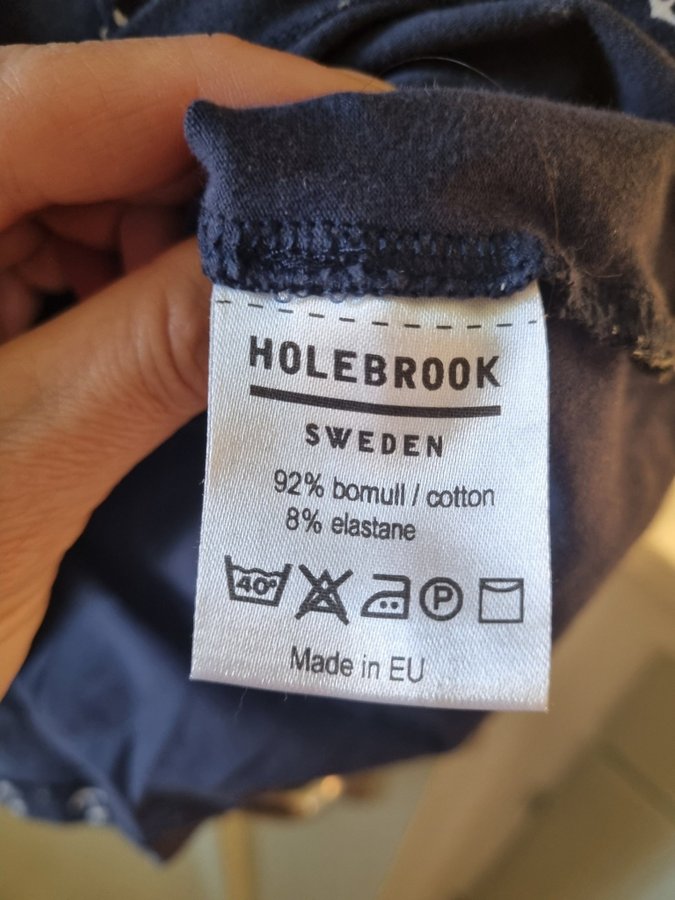 HOLEBROOK
SWEDEN
92% bomull / cotton
8% elastane
40°
P
Made in EU